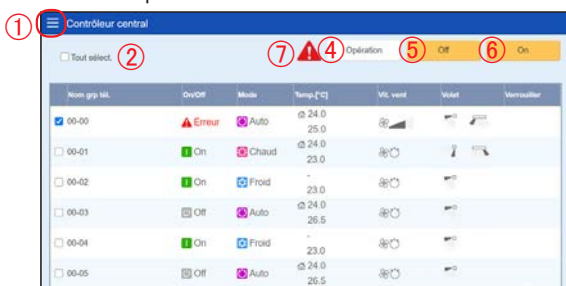 ① Contrôleur central
Tout sélect. ② ⑦ ④ Opération ⑤ Off ⑥ On
Nom grp tél. On/Off Mode Temp.[°C] Vit. vent Volet Verrouiller
00-00 Erreur Auto 24.0
25.0
00-01 On Chaud 24.0
23.0
00-02 On Froid -
23.0
00-03 Off Auto 24.0
26.5
00-04 On Froid -
23.0
00-05 Off Auto 24.0
26.5